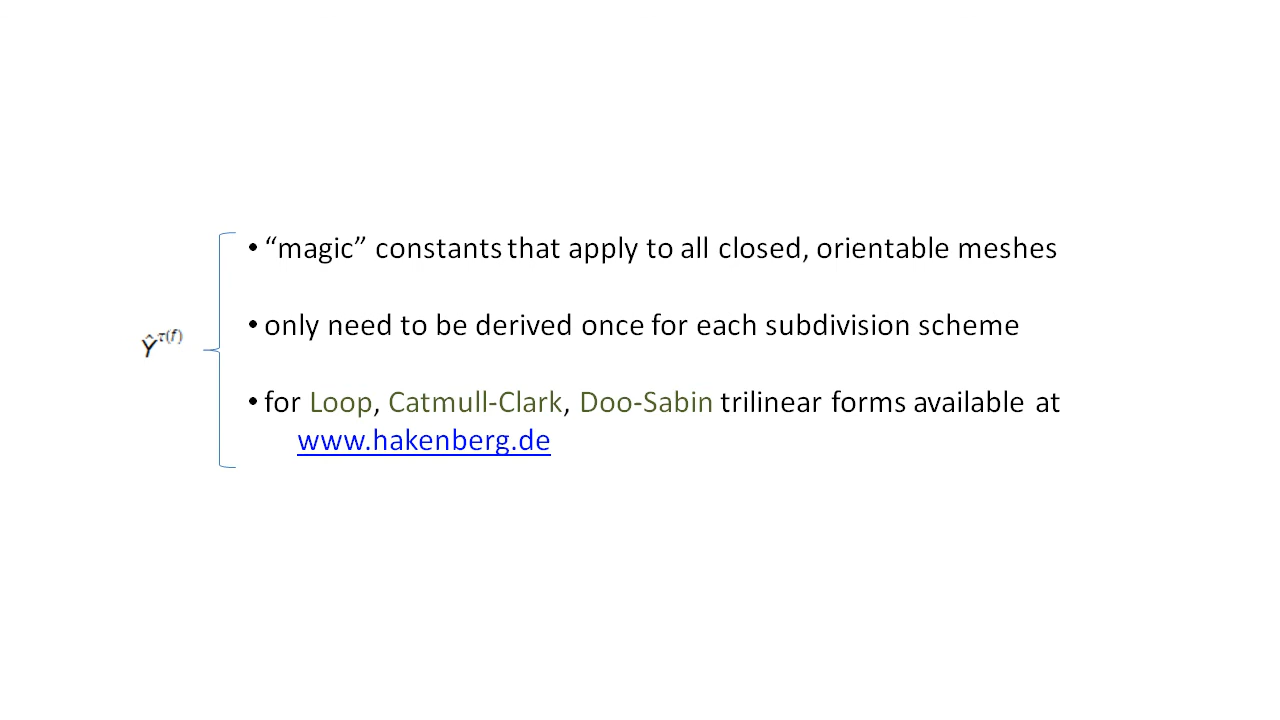 • “magic” constants that apply to all closed, orientable meshes
• only need to be derived once for each subdivision scheme
Ŷ^τ(f)
• for Loop, Catmull-Clark, Doo-Sabin trilinear forms available at
www.hakenberg.de